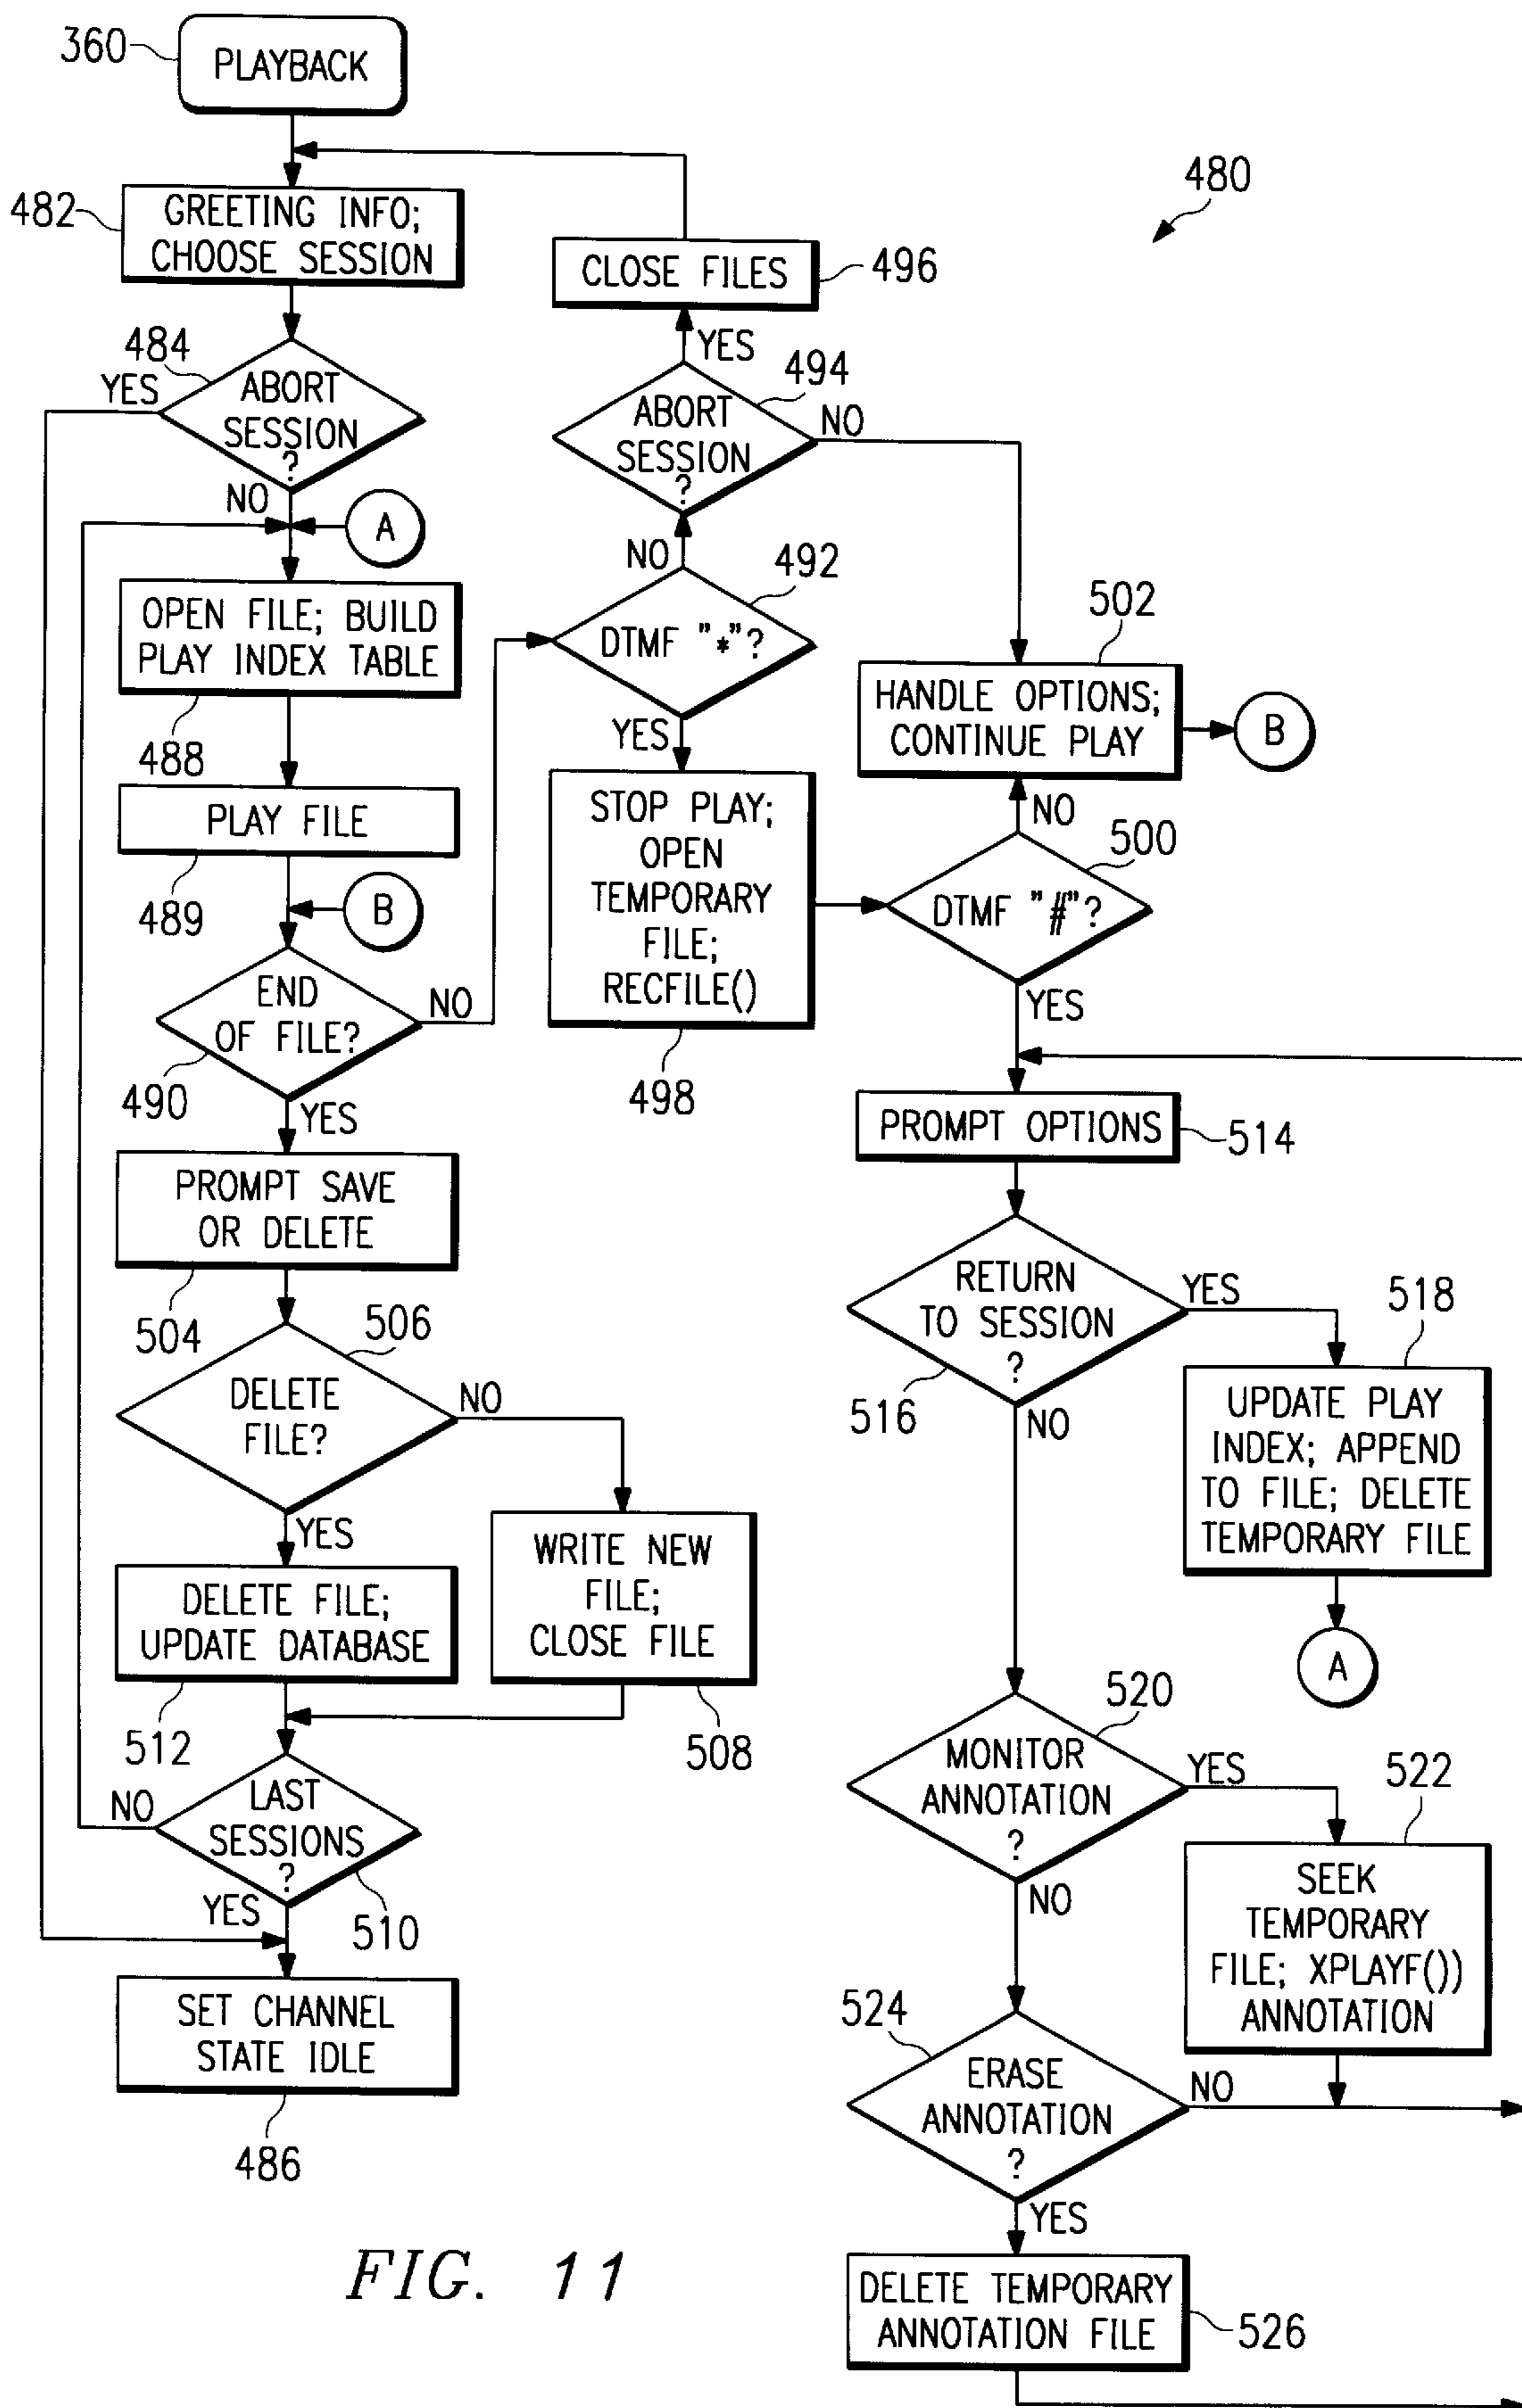 360
PLAYBACK
480
482
GREETING INFO;
CHOOSE SESSION
CLOSE FILES
496
484
YES
ABORT
SESSION
?
NO
A
YES
494
ABORT
SESSION
?
NO
NO
492
DTMF "*"?
YES
OPEN FILE; BUILD
PLAY INDEX TABLE
488
PLAY FILE
489
B
END
OF FILE?
NO
490
YES
STOP PLAY;
OPEN
TEMPORARY
FILE;
RECFILE()
498
502
HANDLE OPTIONS;
CONTINUE PLAY
B
NO
500
DTMF "#"?
YES
PROMPT OPTIONS
514
PROMPT SAVE
OR DELETE
504
506
DELETE
FILE?
NO
YES
DELETE FILE;
UPDATE DATABASE
512
WRITE NEW
FILE;
CLOSE FILE
508
NO
LAST
SESSIONS
?
YES
510
SET CHANNEL
STATE IDLE
486
RETURN
TO SESSION
?
YES
516
NO
518
UPDATE PLAY
INDEX; APPEND
TO FILE; DELETE
TEMPORARY FILE
A
520
MONITOR
ANNOTATION
?
YES
NO
522
SEEK
TEMPORARY
FILE; XPLAYF())
ANNOTATION
524
ERASE
ANNOTATION
?
NO
YES
DELETE TEMPORARY
ANNOTATION FILE
526
FIG. 11